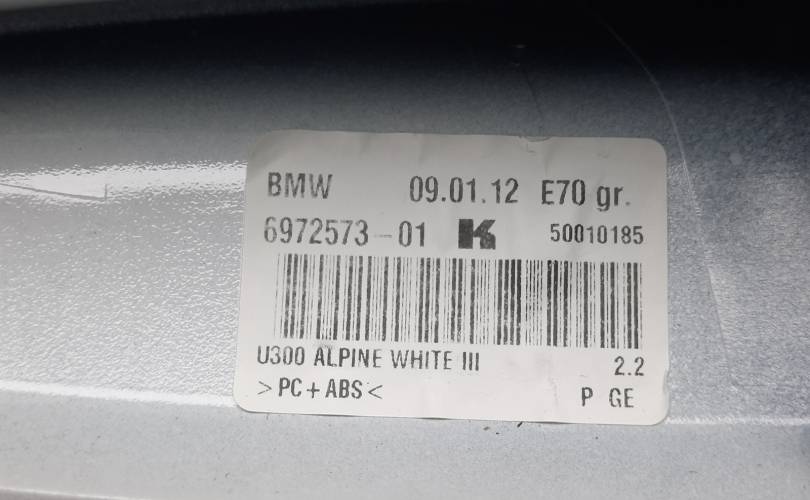 BMW 09.01.12 E70 gr.
6972573-01 K 50010185
U300 ALPINE WHITE III 2.2
>PC+ABS< P GE